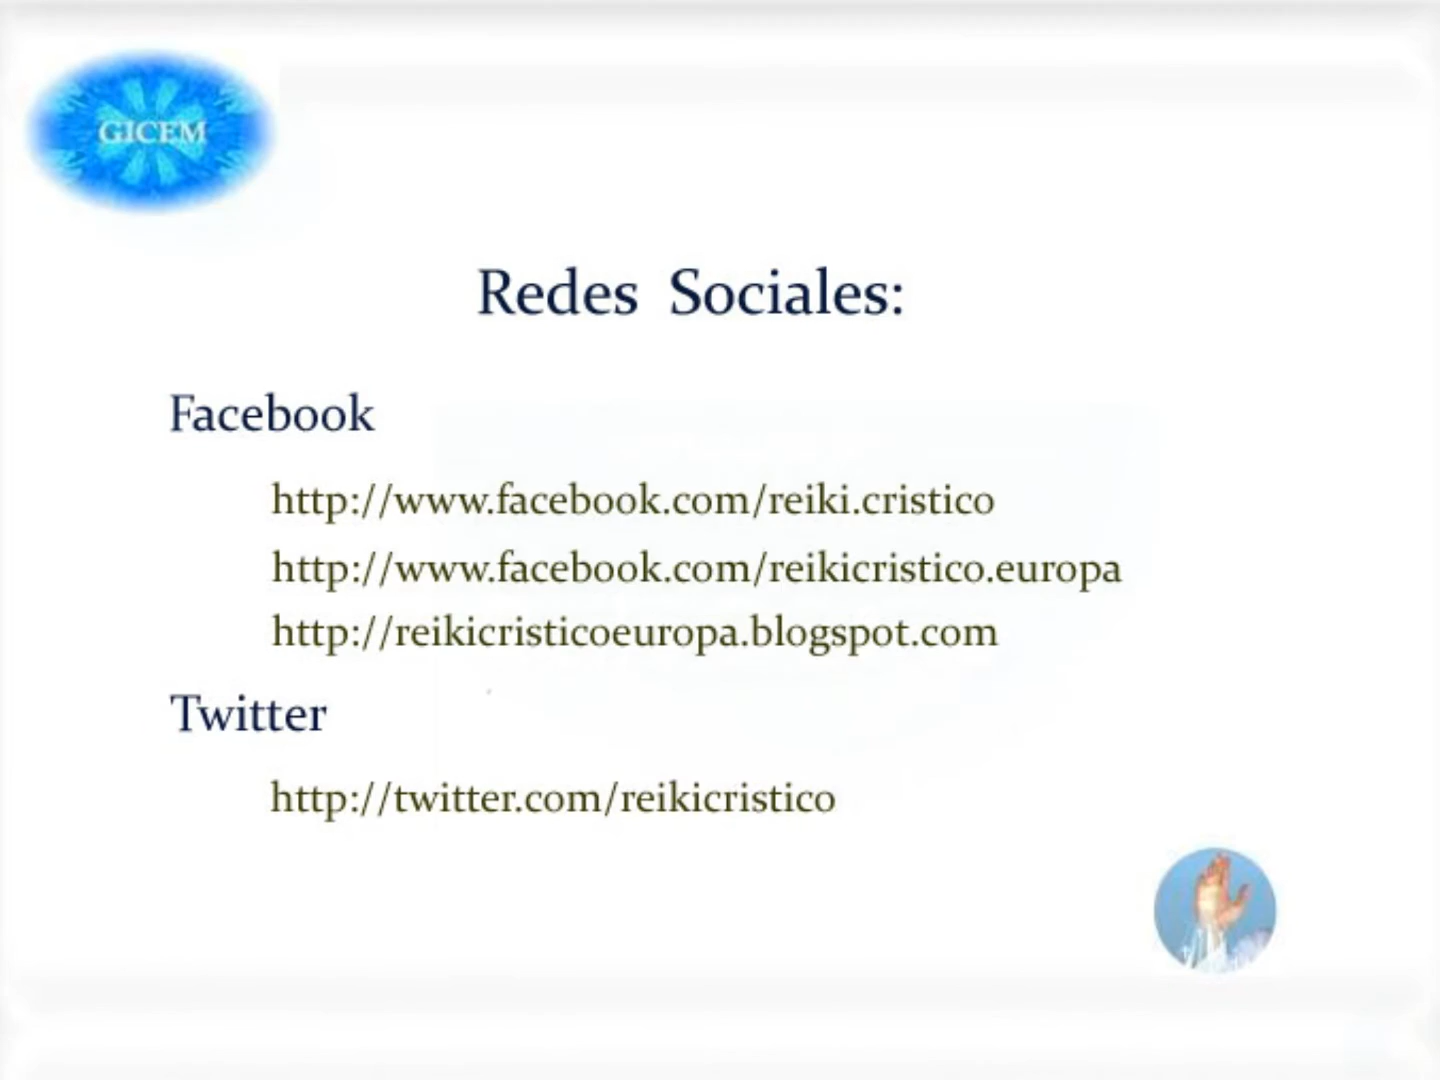 GICEM
Redes Sociales:
Facebook
http://www.facebook.com/reiki.cristico
http://www.facebook.com/reikicristico.europa
http://reikicristicoeuropa.blogspot.com
Twitter
http://twitter.com/reikicristico